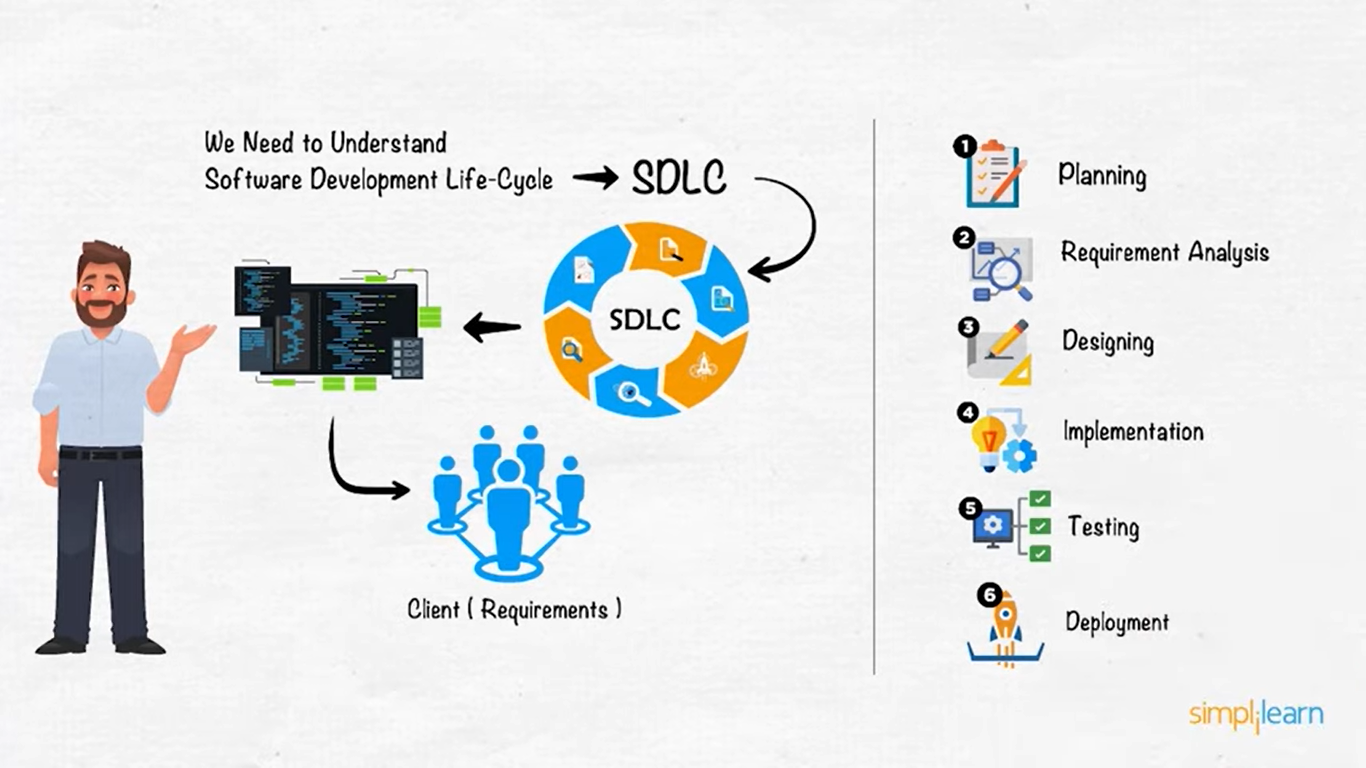 We Need to Understand
Software Development Life-Cycle
SDLC
SDLC
Client ( Requirements )
1
Planning
2
Requirement Analysis
3
Designing
4
Implementation
5
Testing
6
Deployment
simplilearn